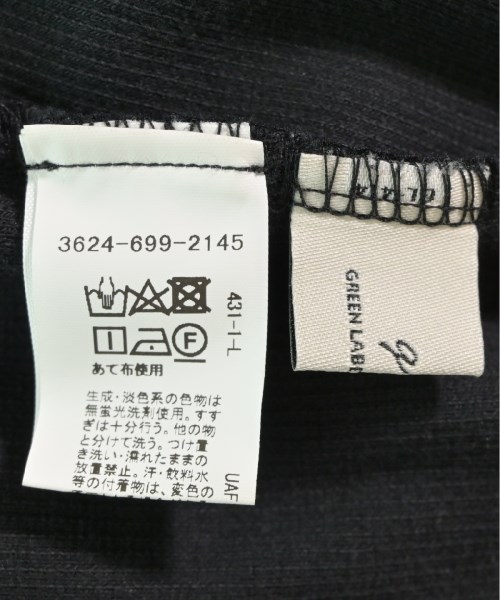 3624-699-2145
F
あて布使用
生成・淡色系の色物は
無蛍光洗剤使用。すす
ぎは十分行う。他の物
と分けて洗う。つけ置
き洗い・濡れたままの
放置禁止。汗・飲料水
等の付着物は、変色の
431-1-L
UAF
GREEN LABE